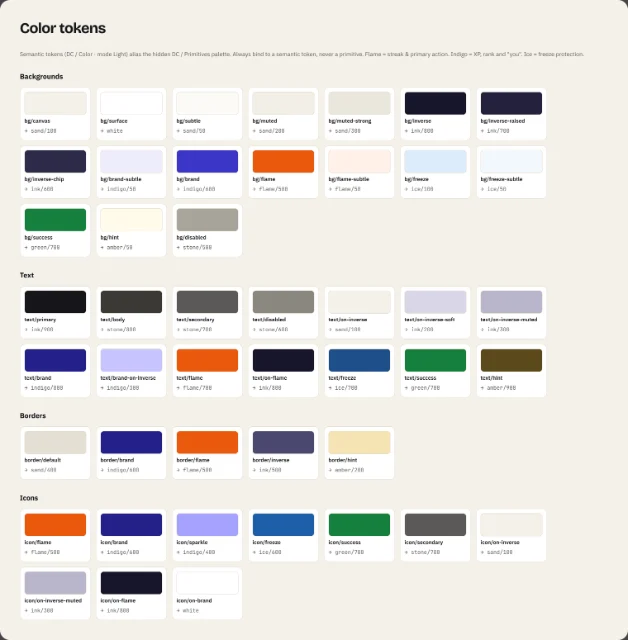 Color tokens
Semantic tokens (DC / Color · mode Light) alias the hidden DC / Primitives palette. Always bind to a semantic token, never a primitive. Flame = streak & primary action. Indigo = XP, rank and "you". Ice = freeze protection.
Backgrounds
bg/canvas bg/surface bg/subtle bg/muted bg/muted-strong bg/inverse bg/inverse-raised
→ sand/100 → white → sand/50 → sand/200 → sand/300 → ink/800 → ink/700
bg/inverse-chip bg/brand-subtle bg/brand bg/flame bg/flame-subtle bg/freeze bg/freeze-subtle
→ ink/600 → indigo/50 → indigo/600 → flame/500 → flame/50 → ice/100 → ice/50
bg/success bg/hint bg/disabled
→ green/700 → amber/50 → stone/500
Text
text/primary text/body text/secondary text/disabled text/on-inverse text/on-inverse-soft text/on-inverse-muted
→ ink/900 → stone/800 → stone/700 → stone/600 → sand/100 → ink/200 → ink/300
text/brand text/brand-on-inverse text/flame text/on-flame text/freeze text/success text/hint
→ indigo/800 → indigo/300 → flame/700 → ink/800 → ice/700 → green/700 → amber/900
Borders
border/default border/brand border/flame border/inverse border/hint
→ sand/400 → indigo/600 → flame/500 → ink/500 → amber/200
Icons
icon/flame icon/brand icon/sparkle icon/freeze icon/success icon/secondary icon/on-inverse
→ flame/500 → indigo/600 → indigo/400 → ice/600 → green/700 → stone/700 → sand/100
icon/on-inverse-muted icon/on-flame icon/on-brand
→ ink/300 → ink/800 → white